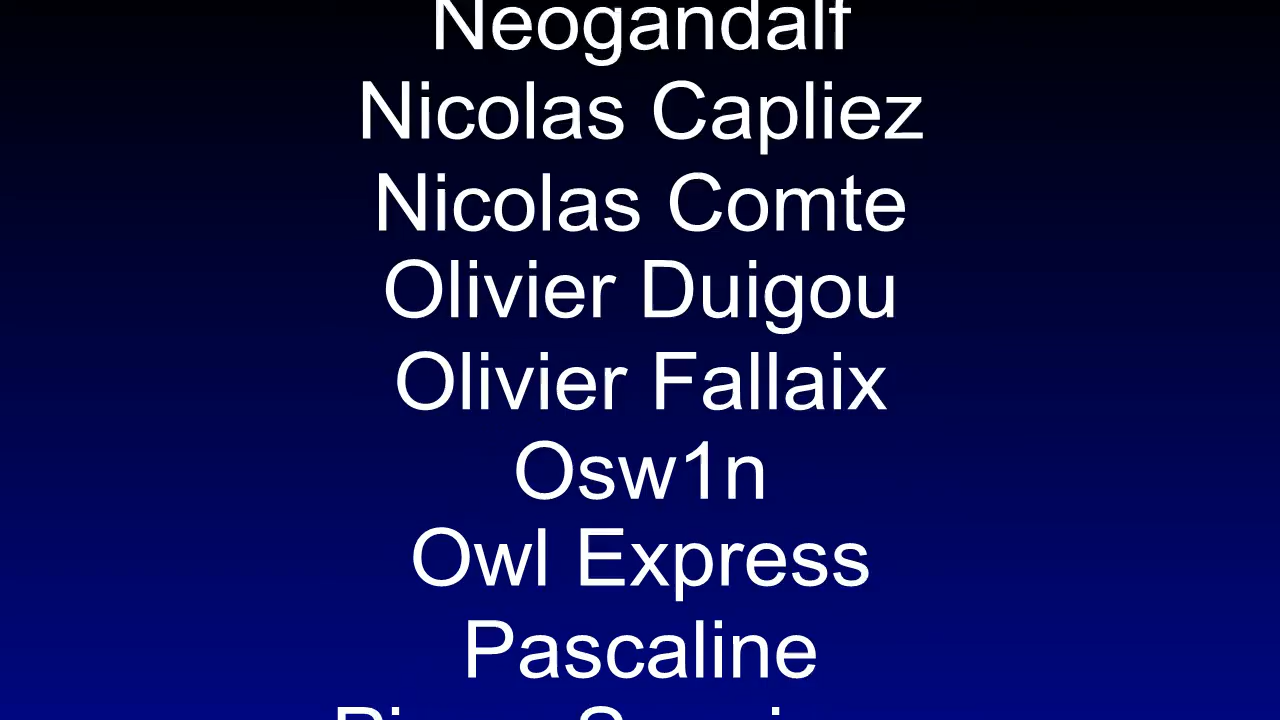 Neogandalf
Nicolas Capliez
Nicolas Comte
Olivier Duigou
Olivier Fallaix
Osw1n
Owl Express
Pascaline